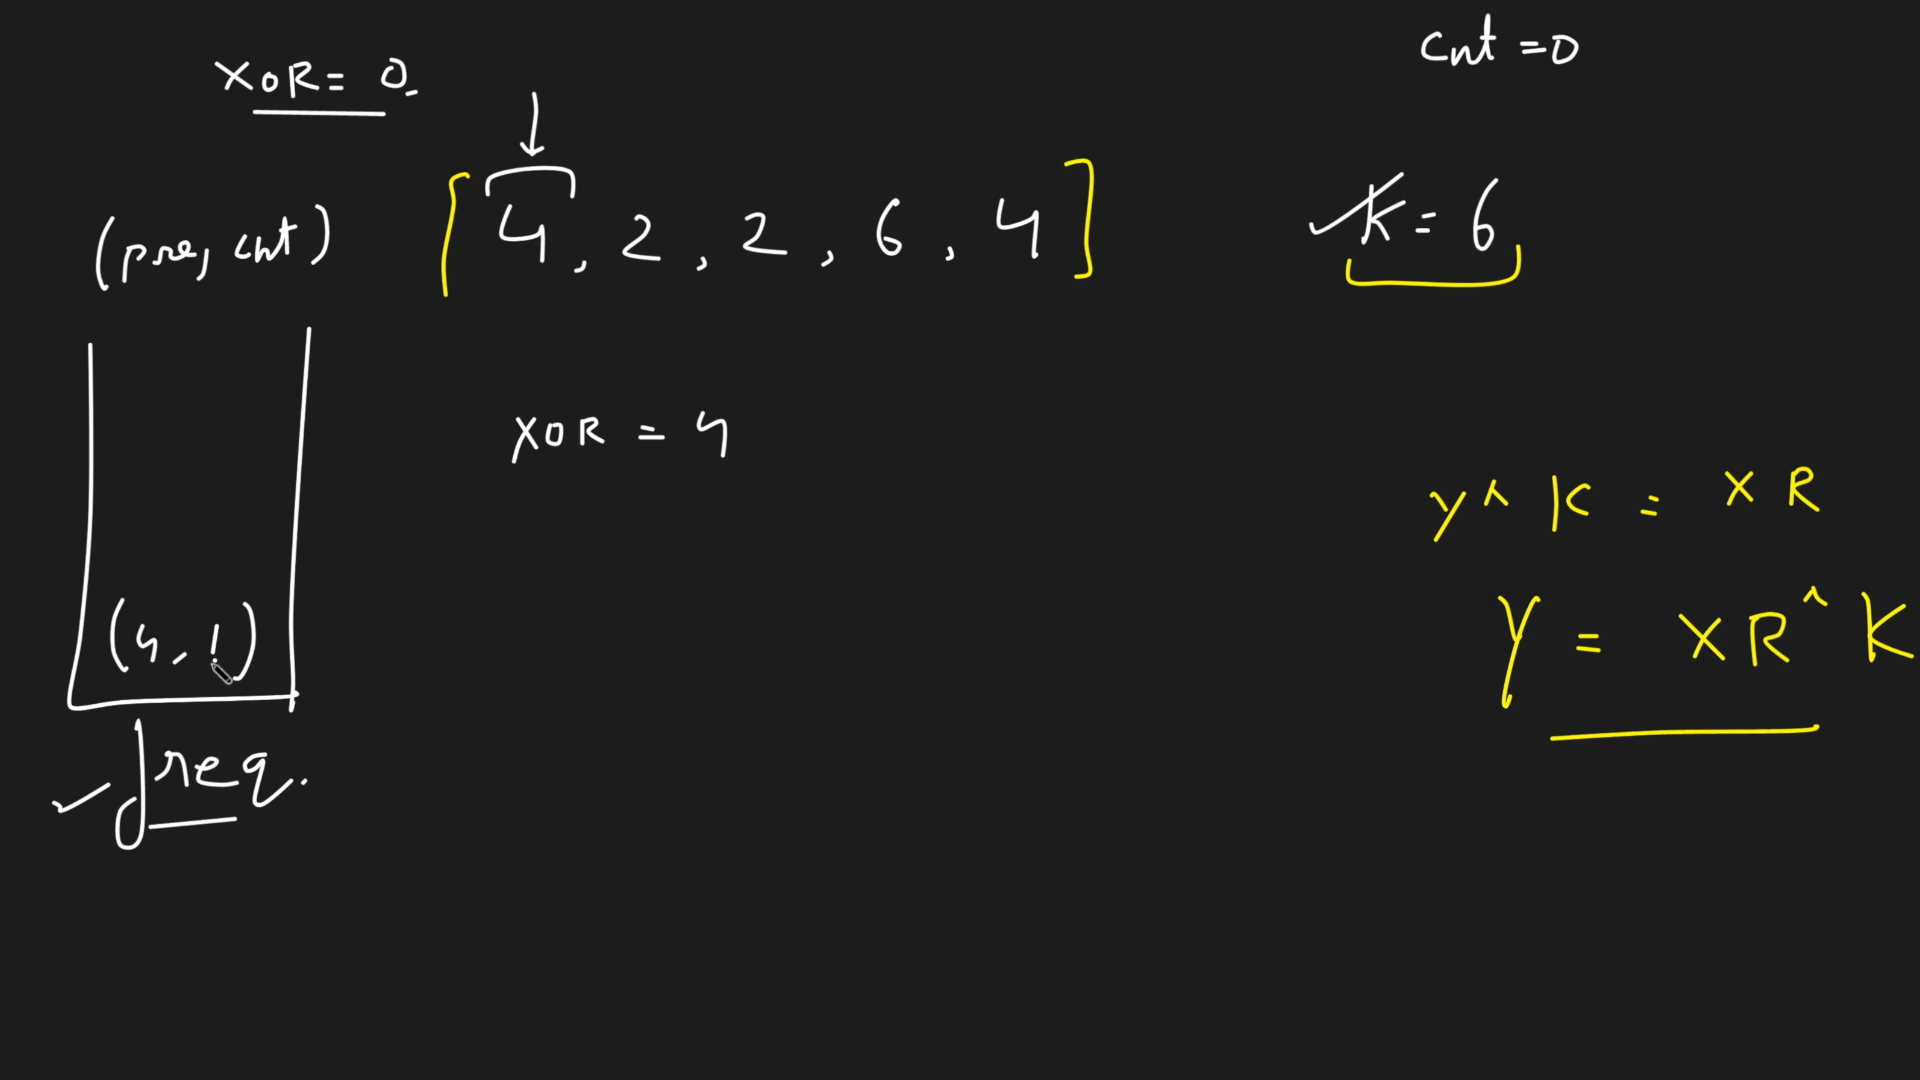 Cnt = 0
XOR = 0
(pre, cnt) [4, 2, 2, 6, 4] K = 6
XOR = 4
y ^ K = XR
(4, 1)
Y = XR ^ K
freq.